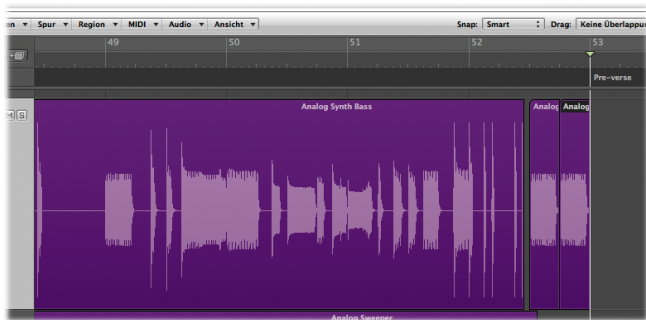 en Spur Region MIDI Audio Ansicht Snap: Smart Drag: Keine Überlappu
49 50 51 52 53
Pre-verse
Analog Synth Bass Analog Analog
M S
Analog Sweeper